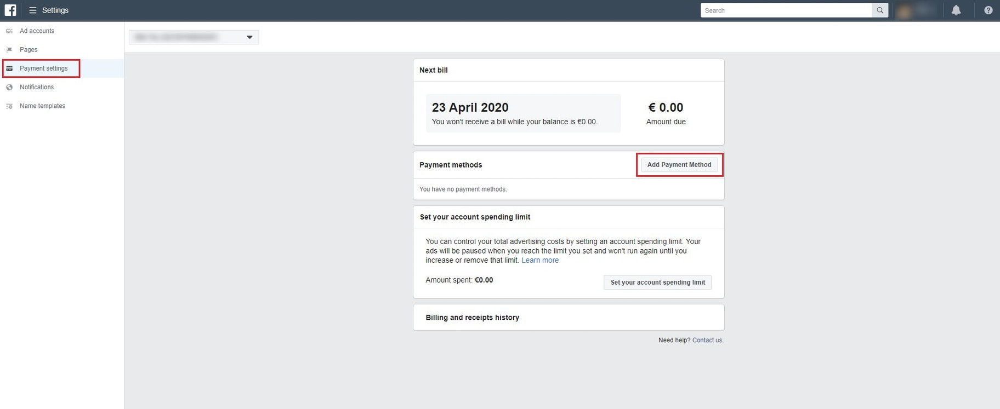 Settings
Search
Ad accounts
Pages
Payment settings
Notifications
Name templates
Next bill
23 April 2020
You won't receive a bill while your balance is €0.00.
€ 0.00
Amount due
Payment methods
Add Payment Method
You have no payment methods.
Set your account spending limit
You can control your total advertising costs by setting an account spending limit. Your
ads will be paused when you reach the limit you set and won't run again until you
increase or remove that limit. Learn more
Amount spent: €0.00
Set your account spending limit
Billing and receipts history
Need help? Contact us.